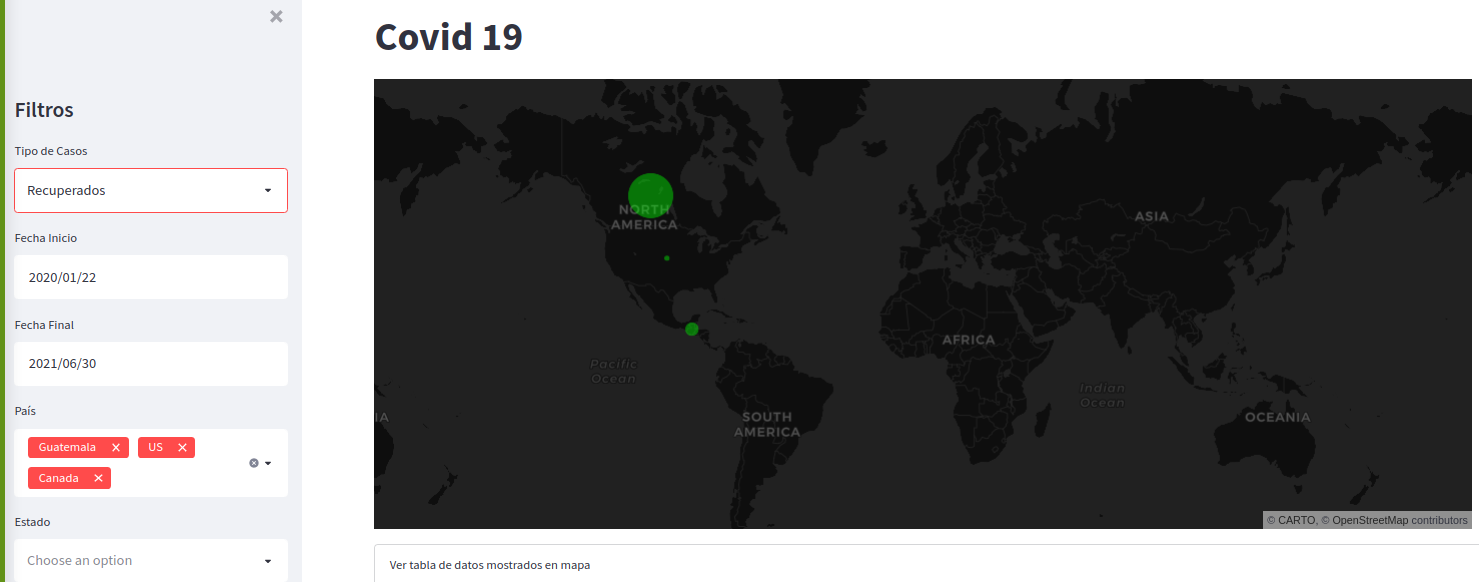 Covid 19
Filtros
Tipo de Casos
Recuperados
Fecha Inicio
2020/01/22
Fecha Final
2021/06/30
País
Guatemala
US
Canada
Estado
Choose an option
NORTH
AMERICA
ASIA
AFRICA
Pacific
Ocean
Indian
Ocean
IA
SOUTH
AMERICA
OCEANIA
© CARTO, © OpenStreetMap contributors
Ver tabla de datos mostrados en mapa